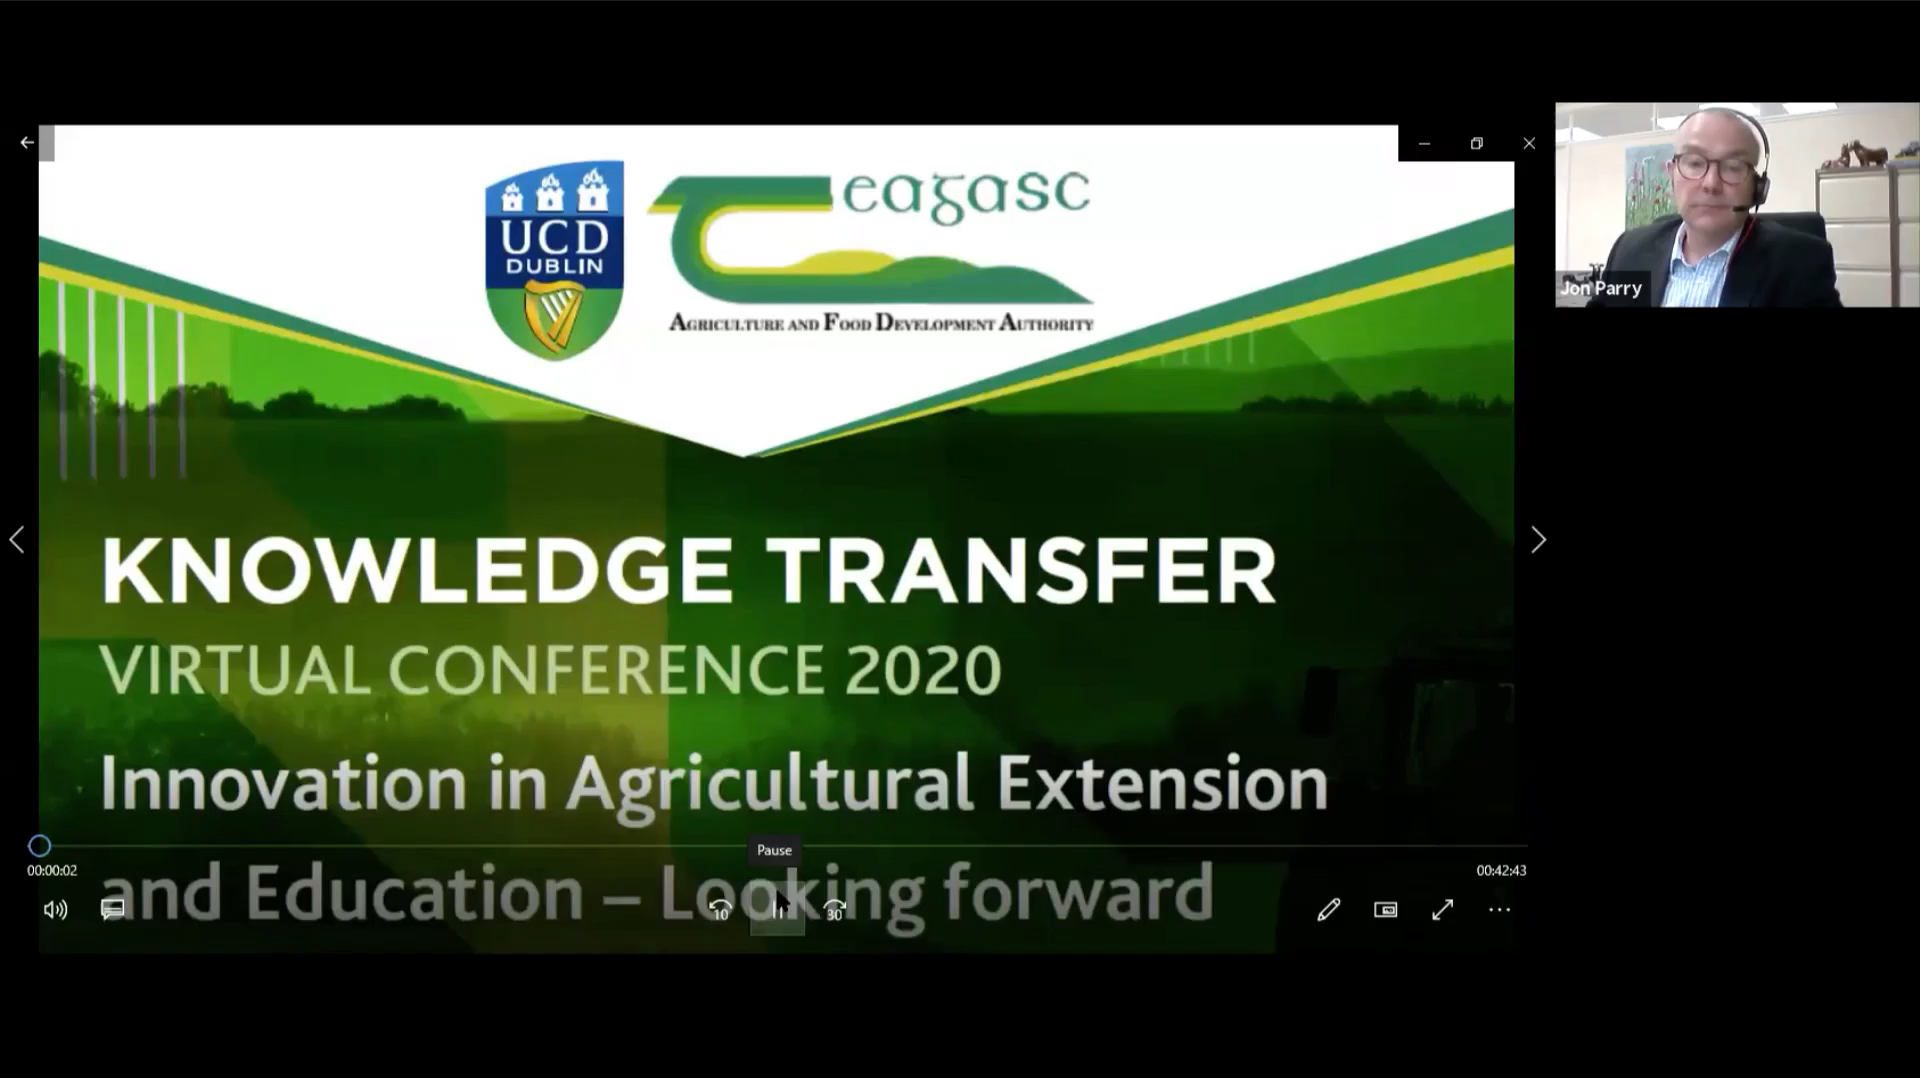 UCD
DUBLIN
Teagasc
AGRICULTURE AND FOOD DEVELOPMENT AUTHORITY
Jon Parry
KNOWLEDGE TRANSFER
VIRTUAL CONFERENCE 2020
Innovation in Agricultural Extension
Pause
00:00:02
00:42:43
and Education – Looking forward
10
30